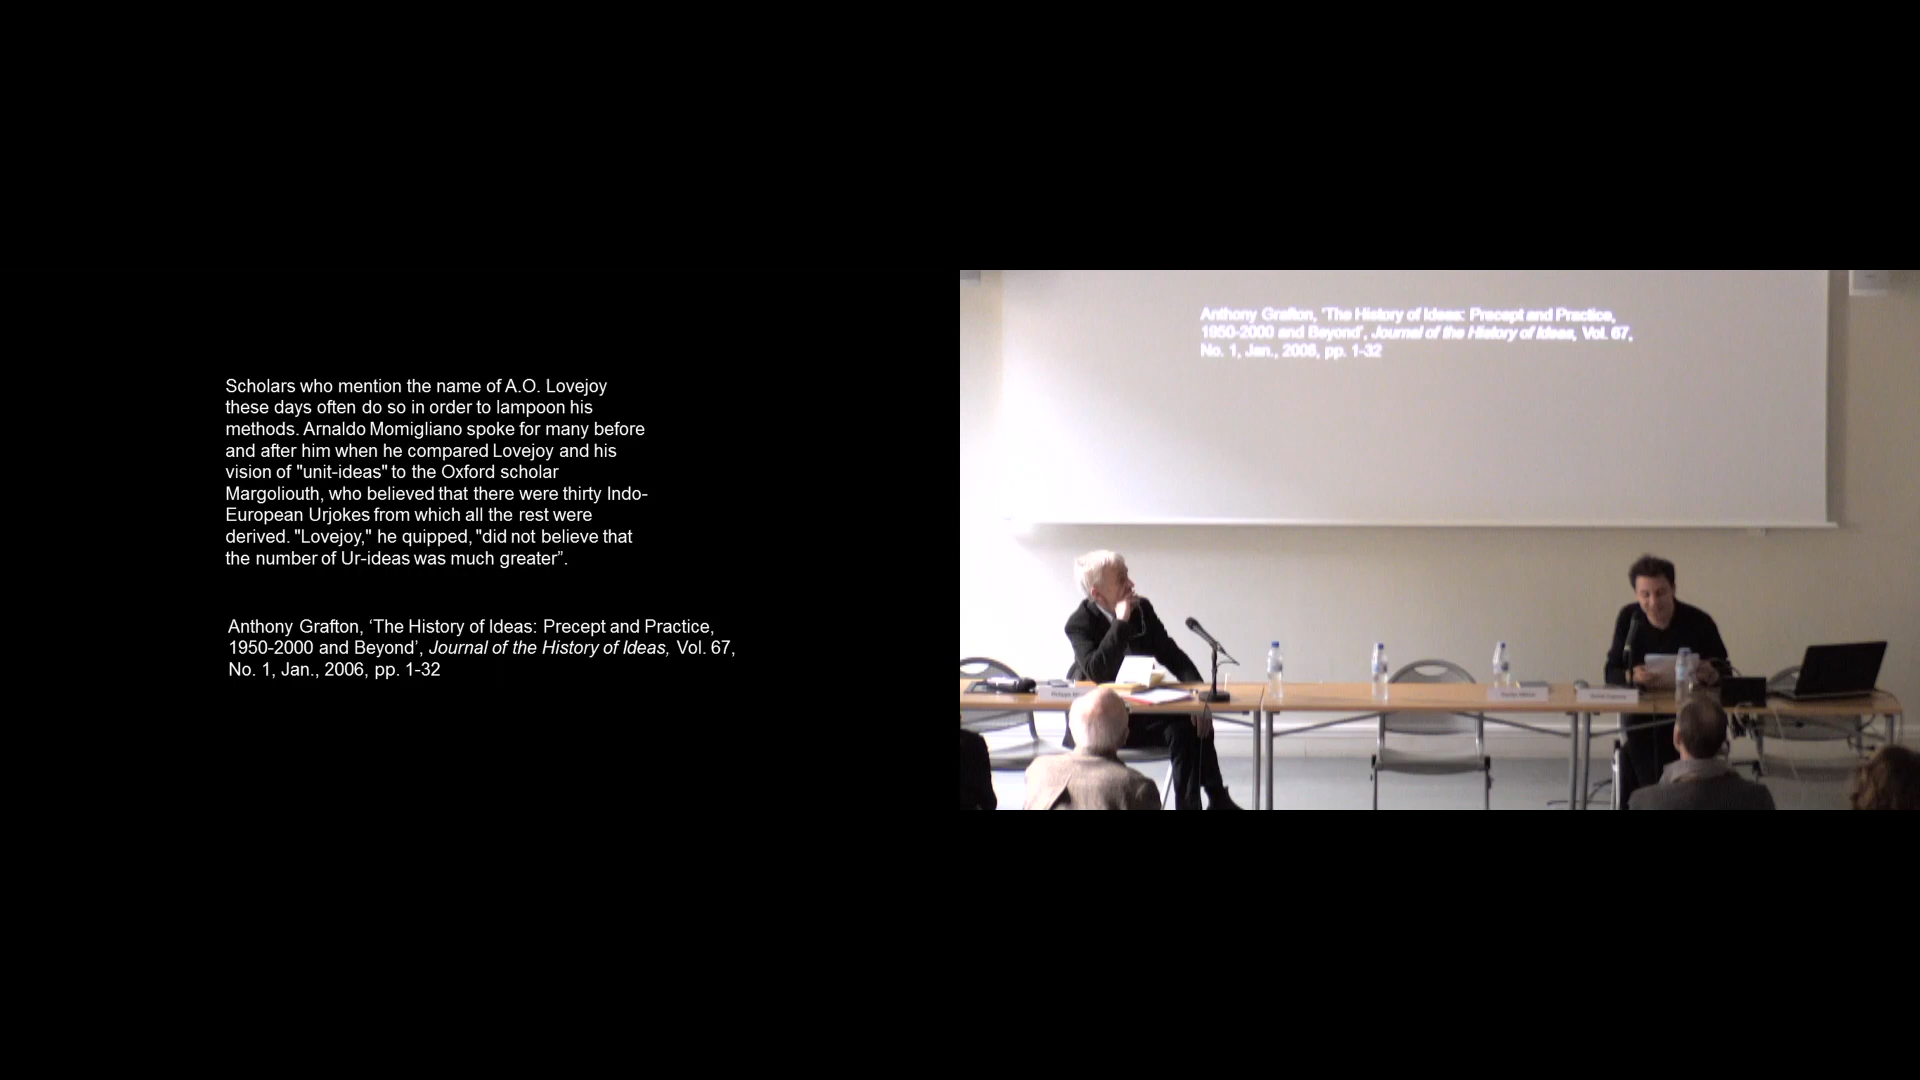 Scholars who mention the name of A.O. Lovejoy
these days often do so in order to lampoon his
methods. Arnaldo Momigliano spoke for many before
and after him when he compared Lovejoy and his
vision of "unit-ideas" to the Oxford scholar
Margoliouth, who believed that there were thirty Indo-
European Urjokes from which all the rest were
derived. "Lovejoy," he quipped, "did not believe that
the number of Ur-ideas was much greater”.
Anthony Grafton, ‘The History of Ideas: Precept and Practice,
1950-2000 and Beyond’, Journal of the History of Ideas, Vol. 67,
No. 1, Jan., 2006, pp. 1-32
Anthony Grafton, ‘The History of Ideas: Precept and Practice,
1950-2000 and Beyond’, Journal of the History of Ideas, Vol. 67,
No. 1, Jan., 2006, pp. 1-32